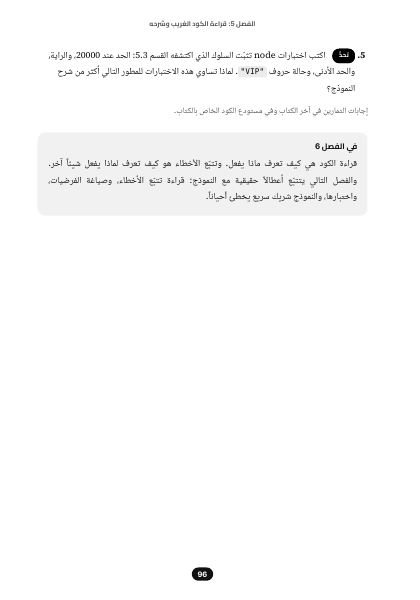 الفصل 5: قراءة الكود الغريب وشرحه
5. تحدٍّ اكتب اختبارات node تثبّت السلوك الذي اكتشفه القسم 5.3: الحد عند 20000، والراية،
والحد الأدنى، وحالة حروف "VIP". لماذا تساوي هذه الاختبارات للمطور التالي أكثر من شرح
النموذج؟
إجابات التمارين في آخر الكتاب وفي مستودع الكود الخاص بالكتاب.
في الفصل 6
قراءة الكود هي كيف تعرف ماذا يفعل. وتتبّع الأخطاء هو كيف تعرف لماذا يفعل شيئاً آخر.
والفصل التالي يتتبّع أعطالاً حقيقية مع النموذج: قراءة تتبّع الأخطاء، وصياغة الفرضيات،
واختبارها، والنموذج شريك سريع يخطئ أحياناً.
96